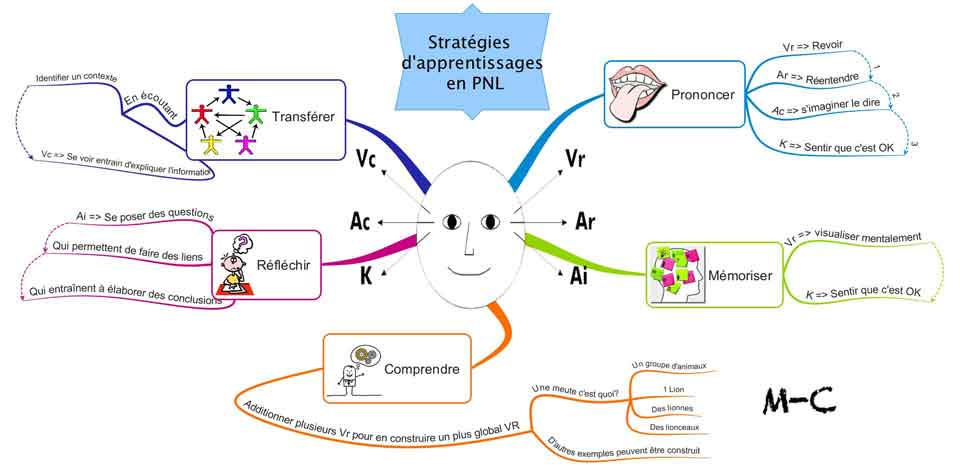 Stratégies
d'apprentissages
en PNL
Prononcer
Vr => Revoir
1
Ar => Réentendre
2
Ac => s'imaginer le dire
3
K => Sentir que c'est OK
Mémoriser
Vr => visualiser mentalement
K => Sentir que c'est OK
Comprendre
Additionner plusieurs Vr pour en construire un plus global VR
Une meute c'est quoi?
Un groupe d'animaux
1 Lion
Des lionnes
Des lionceaux
D'autres exemples peuvent être construit
Réfléchir
Ai => Se poser des questions
Qui permettent de faire des liens
Qui entraînent à élaborer des conclusions
Transférer
En écoutant
Identifier un contexte
Vc => Se voir entrain d'expliquer l'informatio
Vc
Vr
Ac
Ar
K
Ai
M-C